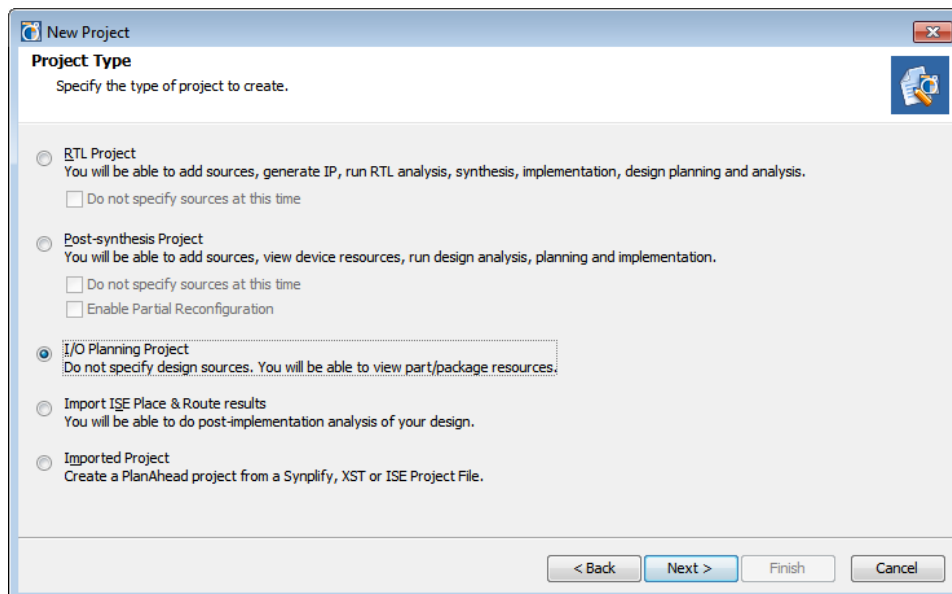 New Project
Project Type
Specify the type of project to create.
RTL Project
You will be able to add sources, generate IP, run RTL analysis, synthesis, implementation, design planning and analysis.
Do not specify sources at this time
Post-synthesis Project
You will be able to add sources, view device resources, run design analysis, planning and implementation.
Do not specify sources at this time
Enable Partial Reconfiguration
I/O Planning Project
Do not specify design sources. You will be able to view part/package resources.
Import ISE Place & Route results
You will be able to do post-implementation analysis of your design.
Imported Project
Create a PlanAhead project from a Synplify, XST or ISE Project File.
< Back Next > Finish Cancel